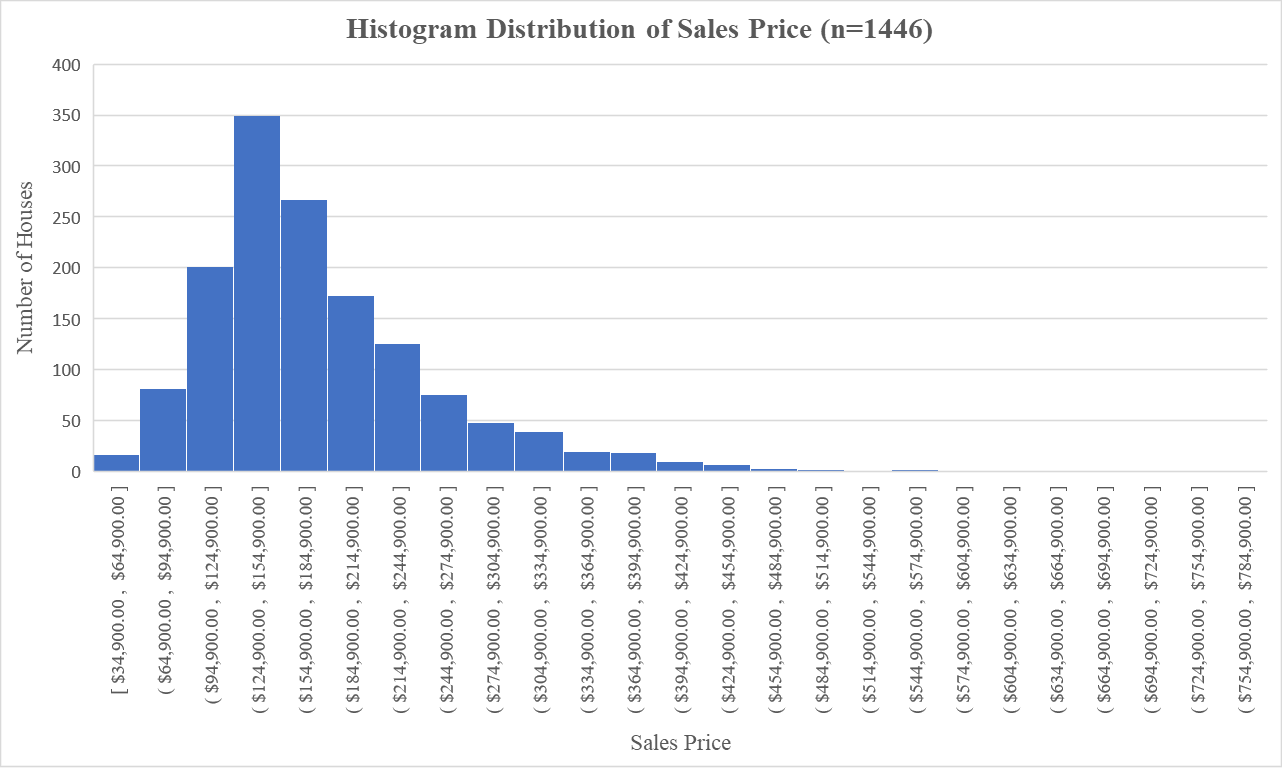 Histogram Distribution of Sales Price (n=1446)
400
350
300
250
200
150
100
50
0
Number of Houses
[ $34,900.00 , $64,900.00 ]
( $64,900.00 , $94,900.00 ]
( $94,900.00 , $124,900.00 ]
( $124,900.00 , $154,900.00 ]
( $154,900.00 , $184,900.00 ]
( $184,900.00 , $214,900.00 ]
( $214,900.00 , $244,900.00 ]
( $244,900.00 , $274,900.00 ]
( $274,900.00 , $304,900.00 ]
( $304,900.00 , $334,900.00 ]
( $334,900.00 , $364,900.00 ]
( $364,900.00 , $394,900.00 ]
( $394,900.00 , $424,900.00 ]
( $424,900.00 , $454,900.00 ]
( $454,900.00 , $484,900.00 ]
( $484,900.00 , $514,900.00 ]
( $514,900.00 , $544,900.00 ]
( $544,900.00 , $574,900.00 ]
( $574,900.00 , $604,900.00 ]
( $604,900.00 , $634,900.00 ]
( $634,900.00 , $664,900.00 ]
( $664,900.00 , $694,900.00 ]
( $694,900.00 , $724,900.00 ]
( $724,900.00 , $754,900.00 ]
( $754,900.00 , $784,900.00 ]
Sales Price